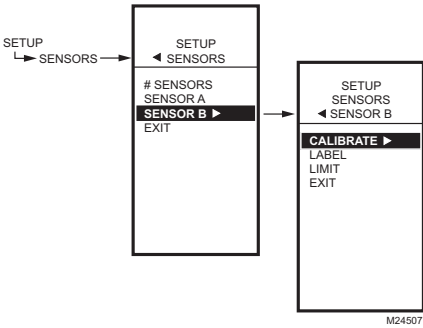 SETUP
SENSORS
SETUP
◄ SENSORS
# SENSORS
SENSOR A
SENSOR B ►
EXIT
SETUP
SENSORS
◄ SENSOR B
CALIBRATE ►
LABEL
LIMIT
EXIT
M24507